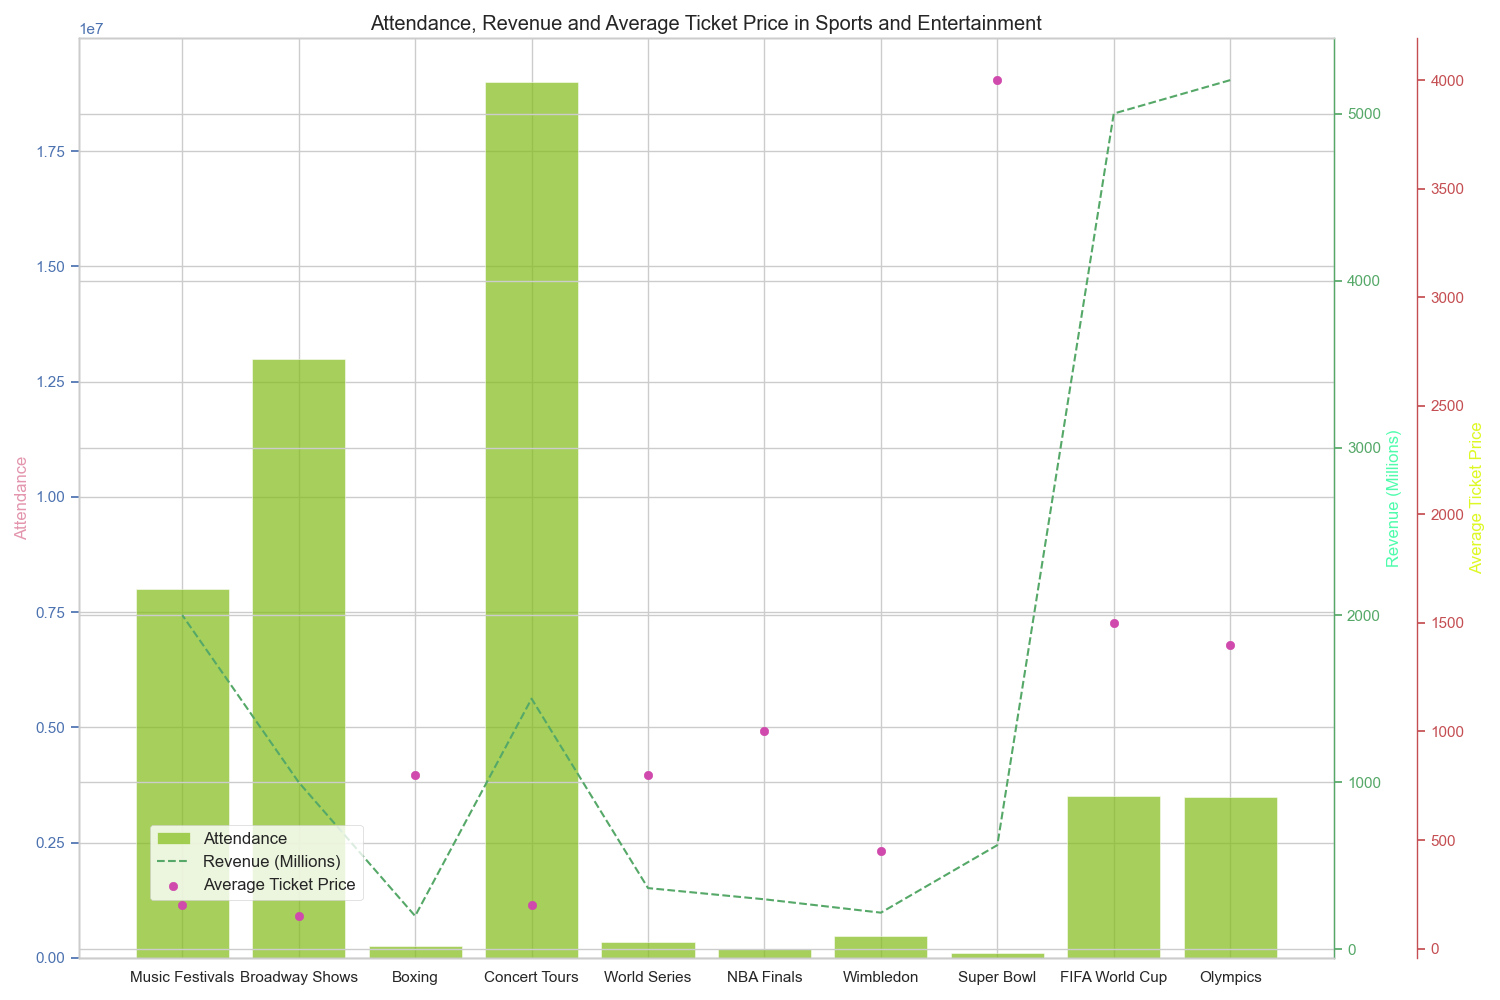 Attendance, Revenue and Average Ticket Price in Sports and Entertainment
1e7
1.75
1.50
1.25
1.00
0.75
0.50
0.25
0.00
Attendance
Music Festivals
Broadway Shows
Boxing
Concert Tours
World Series
NBA Finals
Wimbledon
Super Bowl
FIFA World Cup
Olympics
Attendance
Revenue (Millions)
Average Ticket Price
5000
4000
3000
2000
1000
0
Revenue (Millions)
4000
3500
3000
2500
2000
1500
1000
500
0
Average Ticket Price